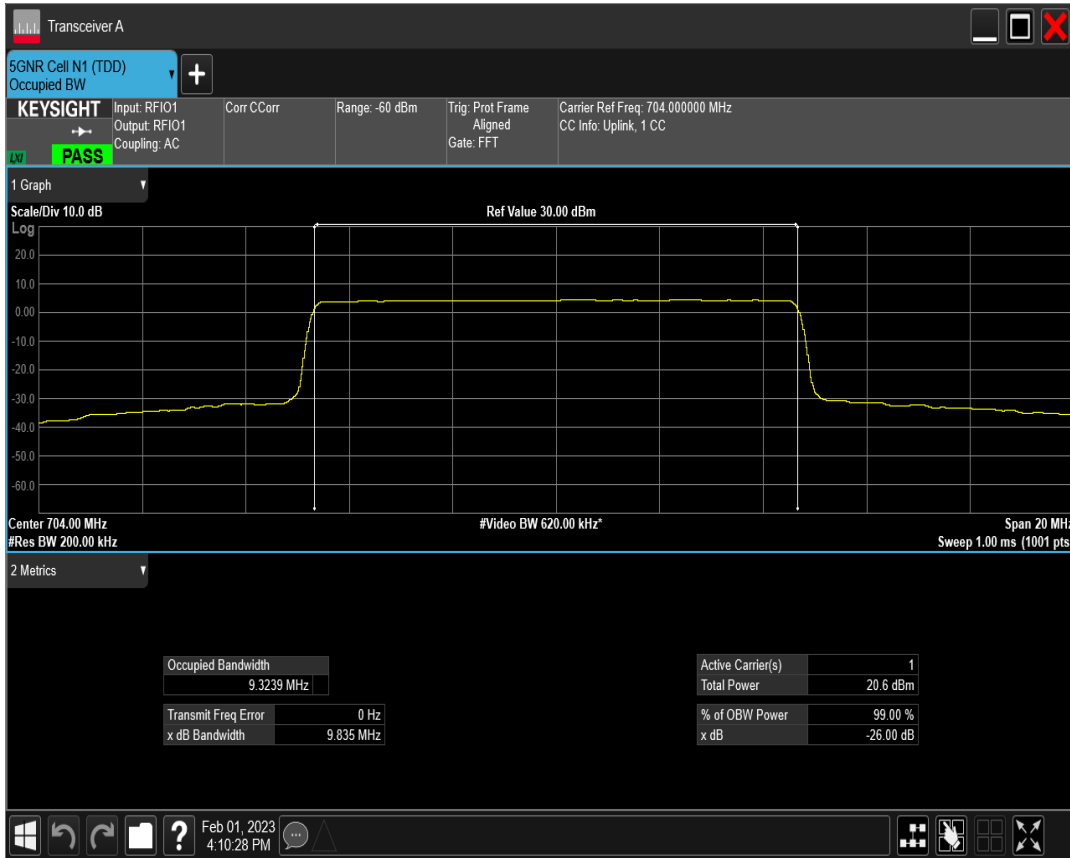 Transceiver A
5GNR Cell N1 (TDD)
Occupied BW
KEYSIGHT
LXI
PASS
Input: RFIO1
Output: RFIO1
Coupling: AC
Corr CCorr
Range: -60 dBm
Trig: Prot Frame
Aligned
Gate: FFT
Carrier Ref Freq: 704.000000 MHz
CC Info: Uplink, 1 CC
1 Graph
Scale/Div 10.0 dB
Ref Value 30.00 dBm
Log
20.0
10.0
0.00
-10.0
-20.0
-30.0
-40.0
-50.0
-60.0
Center 704.00 MHz
#Video BW 620.00 kHz*
Span 20 MHz
#Res BW 200.00 kHz
Sweep 1.00 ms (1001 pts
2 Metrics
Occupied Bandwidth
9.3239 MHz
Transmit Freq Error 0 Hz
x dB Bandwidth 9.835 MHz
Active Carrier(s) 1
Total Power 20.6 dBm
% of OBW Power 99.00 %
x dB -26.00 dB
?
Feb 01, 2023
4:10:28 PM